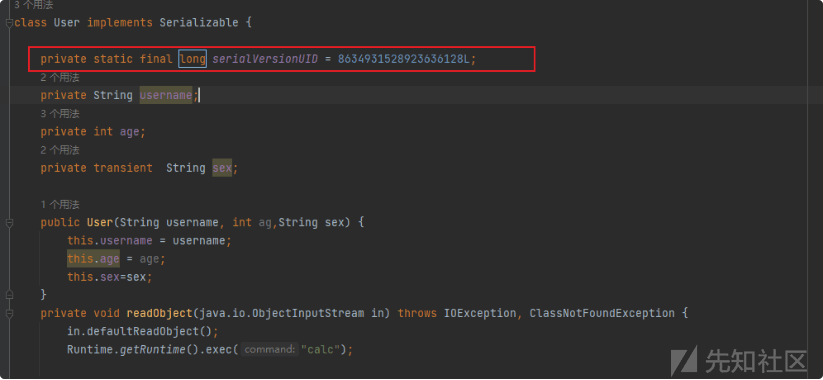 3 个用法
class User implements Serializable {
private static final long serialVersionUID = 8634931528923636128L;
2 个用法
private String username;
3 个用法
private int age;
2 个用法
private transient  String sex;
1 个用法
public User(String username, int ag,String sex) {
this.username = username;
this.age = age;
this.sex=sex;
}
private void readObject(java.io.ObjectInputStream in) throws IOException, ClassNotFoundException {
in.defaultReadObject();
Runtime.getRuntime().exec( command: "calc");
先知社区